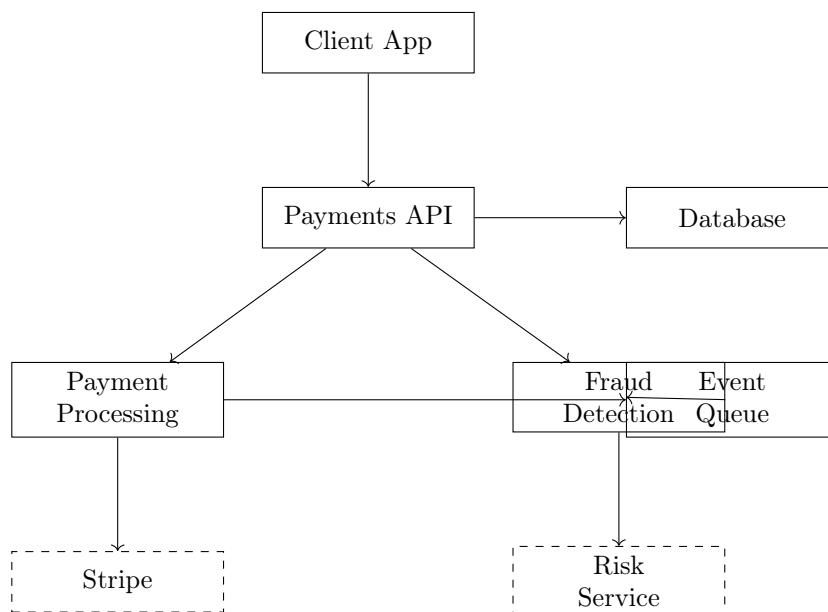 Client App
Payments API
Database
Payment
Processing
Fraud
Detection
Event
Queue
Stripe
Risk
Service